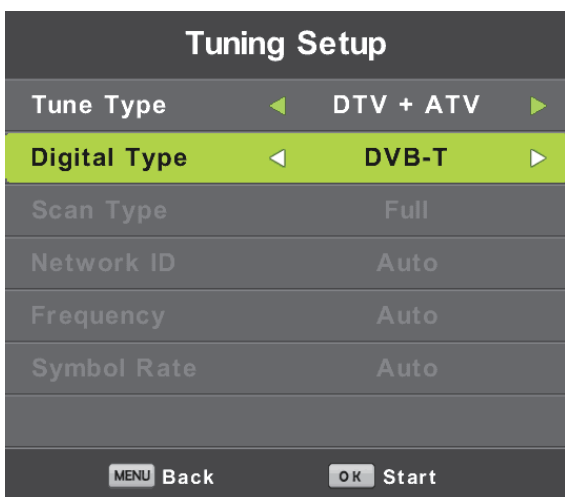 Tuning Setup
Tune Type DTV + ATV
Digital Type DVB-T
Scan Type Full
Network ID Auto
Frequency Auto
Symbol Rate Auto
MENU Back OK Start